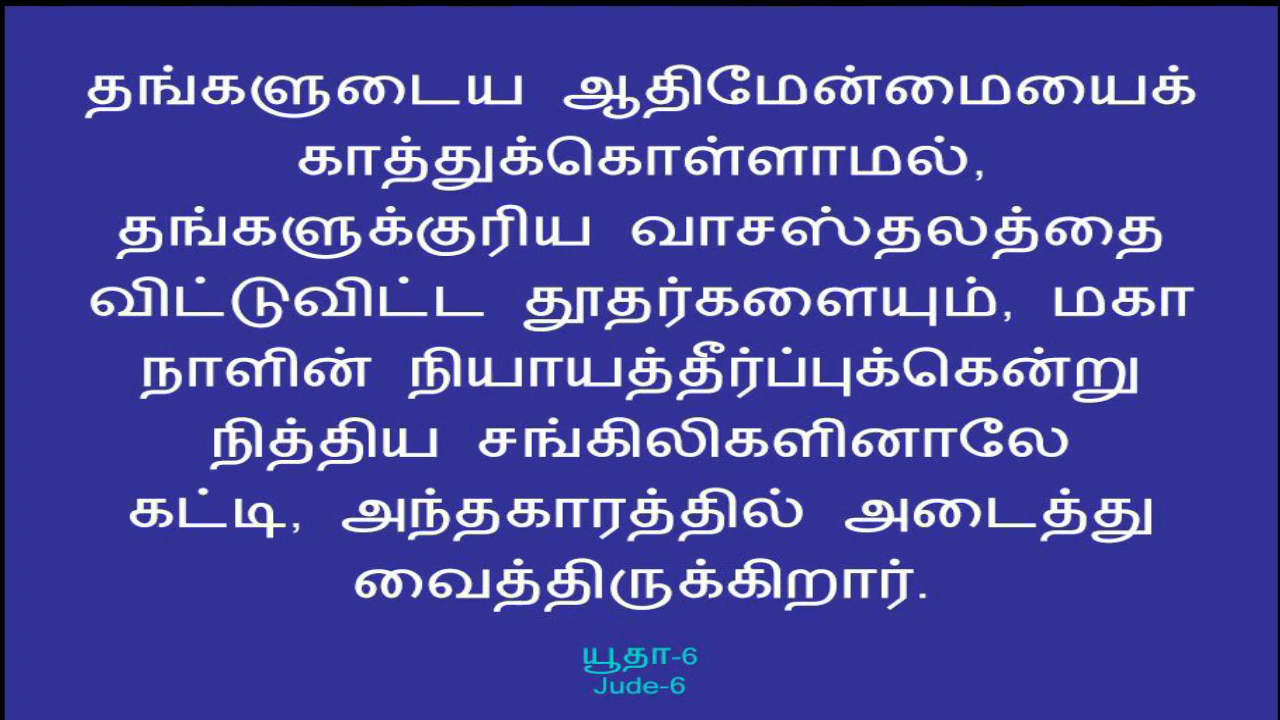 தங்களுடைய ஆதிமேன்மையைக்
காத்துக்கொள்ளாமல்,
தங்களுக்குரிய வாசஸ்தலத்தை
விட்டுவிட்ட தூதர்களையும், மகா
நாளின் நியாயத்தீர்ப்புக்கென்று
நித்திய சங்கிலிகளினாலே
கட்டி, அந்தகாரத்தில் அடைத்து
வைத்திருக்கிறார்.
யூதா-6
Jude-6